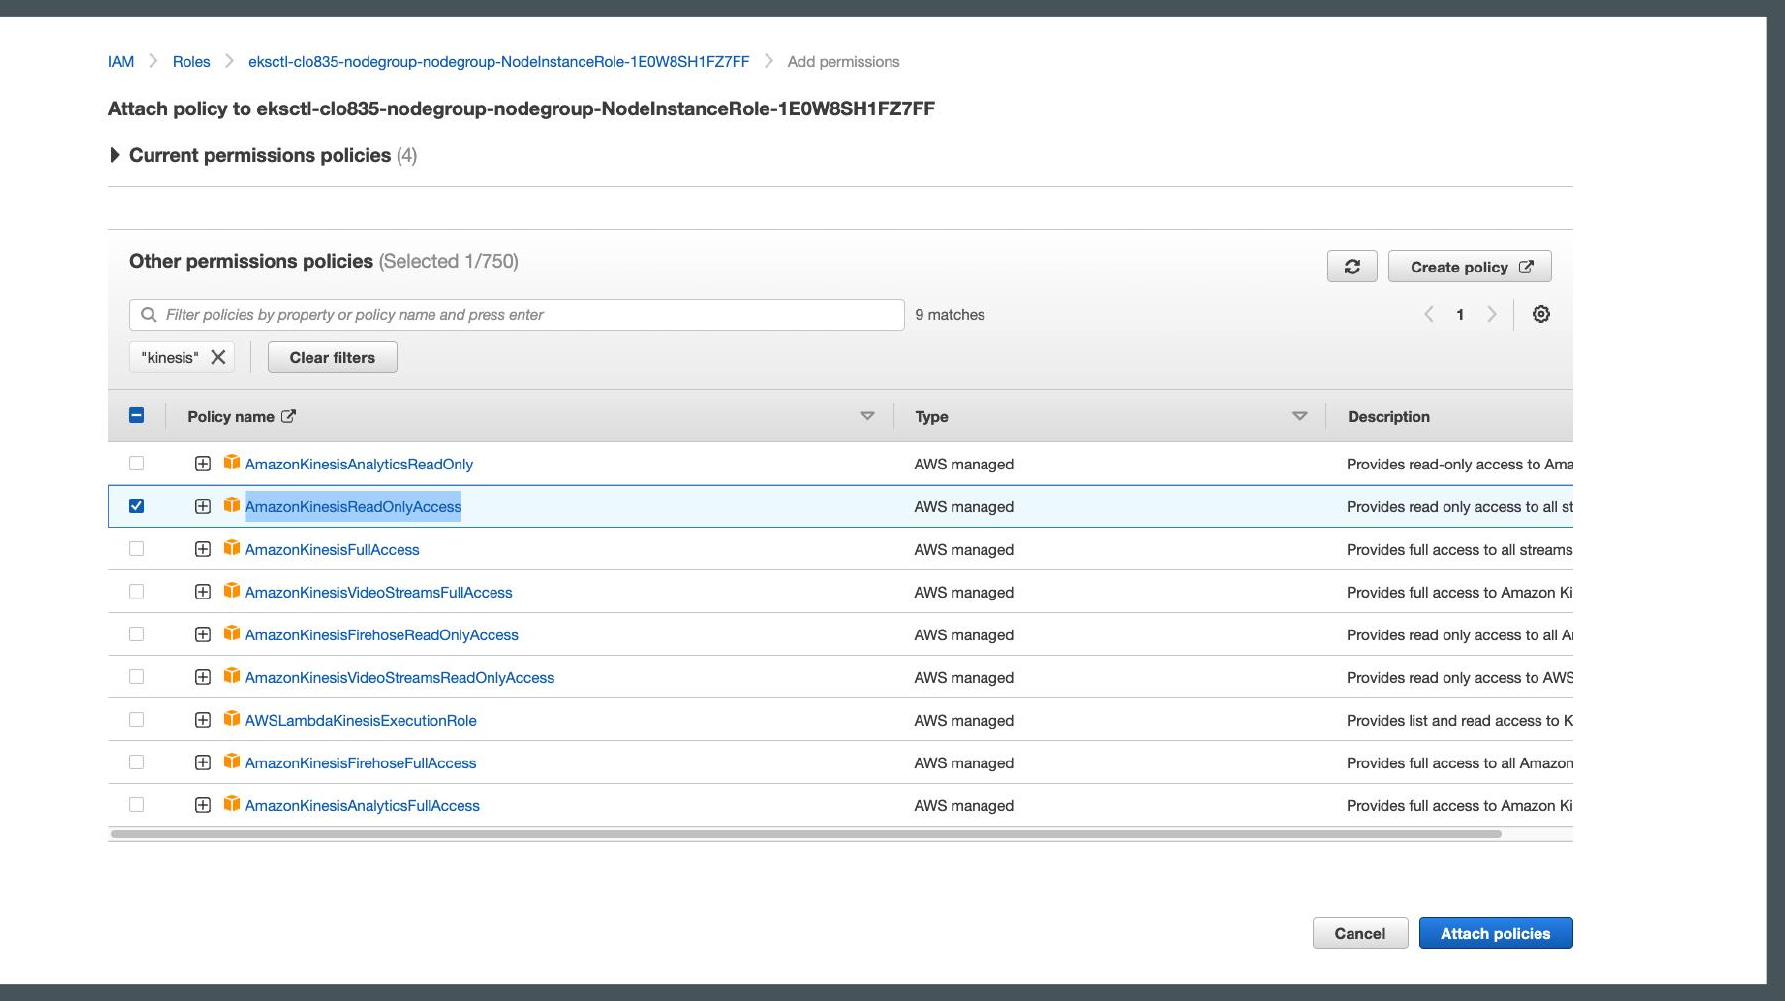 IAM > Roles > eksctl-clo835-nodegroup-nodegroup-NodeInstanceRole-1E0W8SH1FZ7FF > Add permissions
Attach policy to eksctl-clo835-nodegroup-nodegroup-NodeInstanceRole-1E0W8SH1FZ7FF
Current permissions policies (4)
Other permissions policies (Selected 1/750)
Create policy
Filter policies by property or policy name and press enter
9 matches
1
"kinesis"
Clear filters
Policy name Type Description
AmazonKinesisAnalyticsReadOnly AWS managed Provides read-only access to Ama
AmazonKinesisReadOnlyAccess AWS managed Provides read only access to all st
AmazonKinesisFullAccess AWS managed Provides full access to all streams
AmazonKinesisVideoStreamsFullAccess AWS managed Provides full access to Amazon Ki
AmazonKinesisFirehoseReadOnlyAccess AWS managed Provides read only access to all A
AmazonKinesisVideoStreamsReadOnlyAccess AWS managed Provides read only access to AWS
AWSLambdaKinesisExecutionRole AWS managed Provides list and read access to K
AmazonKinesisFirehoseFullAccess AWS managed Provides full access to all Amazon
AmazonKinesisAnalyticsFullAccess AWS managed Provides full access to Amazon Ki
Cancel
Attach policies